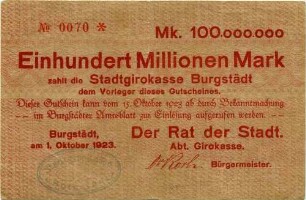 № 0070 *
Mk. 100.000.000
Einhundert Millionen Mark
zahlt die Stadtgirokasse Burgstädt
dem Vorleger dieses Gutscheines.
Dieser Gutschein kann vom 15. Oktober 1923 ab durch Bekanntmachung
im Burgstädter Amtsblatt zur Einlösung aufgerufen werden.
Burgstädt,
am 1. Oktober 1923.
Der Rat der Stadt.
Abt. Girokasse.
Bürgermeister.